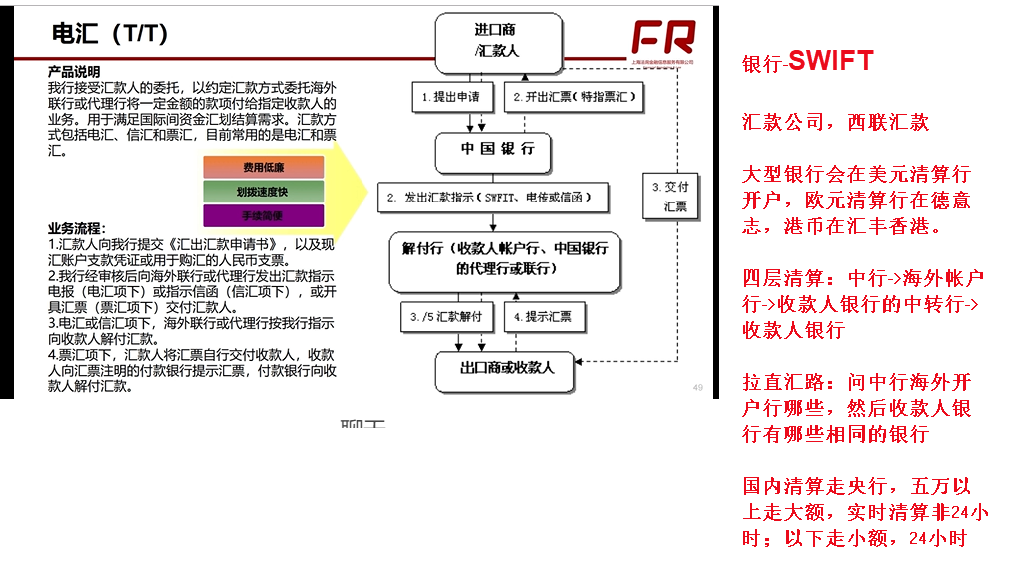 电汇（T/T）
产品说明
我行接受汇款人的委托，以约定汇款方式委托海外
联行或代理行将一定金额的款项付给指定收款人的
业务。用于满足国际间资金汇划结算需求。汇款方
式包括电汇、信汇和票汇，目前常用的是电汇和票
汇。
费用低廉
划拨速度快
手续简便
业务流程：
1.汇款人向我行提交《汇出汇款申请书》，以及现
汇账户支款凭证或用于购汇的人民币支票。
2.我行经审核后向海外联行或代理行发出汇款指示
电报（电汇项下）或指示信函（信汇项下），或开
具汇票（票汇项下）交付汇款人。
3.电汇或信汇项下，海外联行或代理行按我行指示
向收款人解付汇款。
4.票汇项下，汇款人将汇票自行交付收款人，收款
人向汇票注明的付款银行提示汇票，付款银行向收
款人解付汇款。
进口商
/汇款人
1.提出申请
2.开出汇票（特指票汇）
中 国 银 行
2. 发出汇款指示（SWFIT、电传或信函）
3.交付
汇票
解付行（收款人帐户行、中国银行
的代理行或联行）
3./5 汇款解付
4.提示汇票
出口商或收款人
FR
49
银行-SWIFT
汇款公司，西联汇款
大型银行会在美元清算行
开户，欧元清算行在德意
志，港币在汇丰香港。
四层清算：中行->海外帐户
行->收款人银行的中转行->
收款人银行
拉直汇路：问中行海外开
户行哪些，然后收款人银
行有哪些相同的银行
国内清算走央行，五万以
上走大额，实时清算非24小
时；以下走小额，24小时